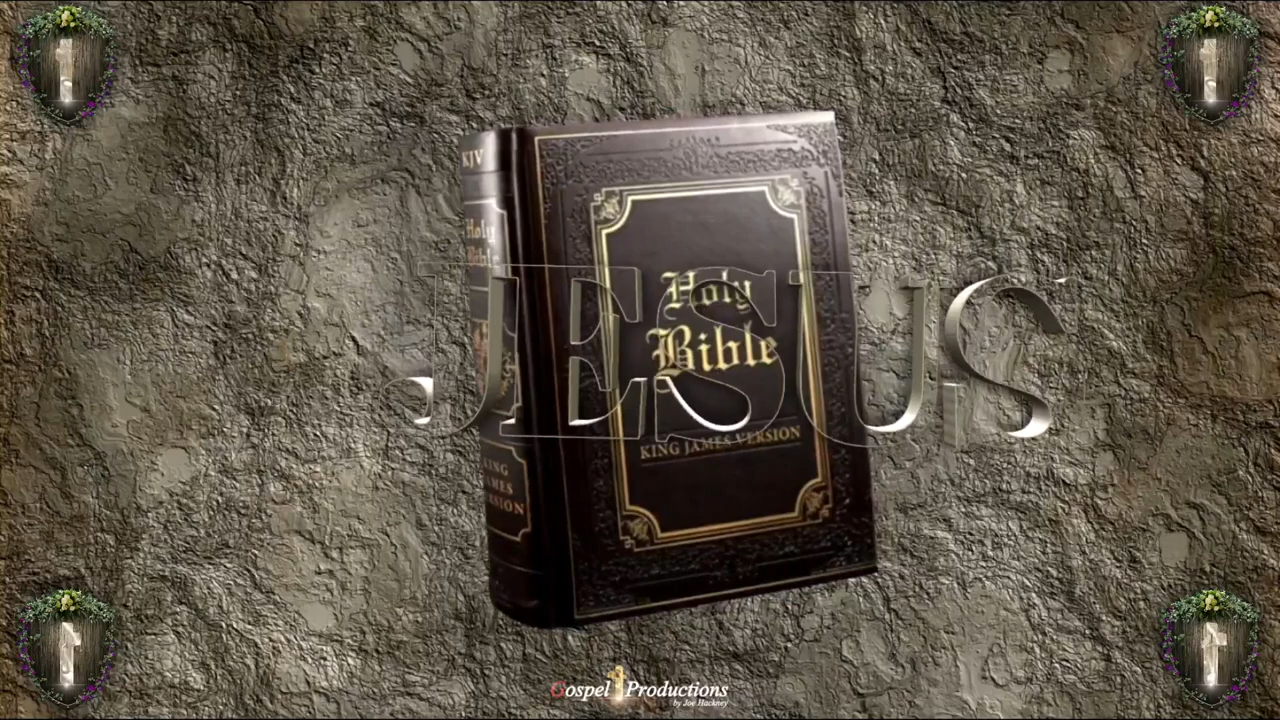 KJV
Holy
Bible
KING
JAMES
VERSION
Holy
Bible
KING JAMES VERSION
JESUS
Gospel Productions
by Joe Hackney